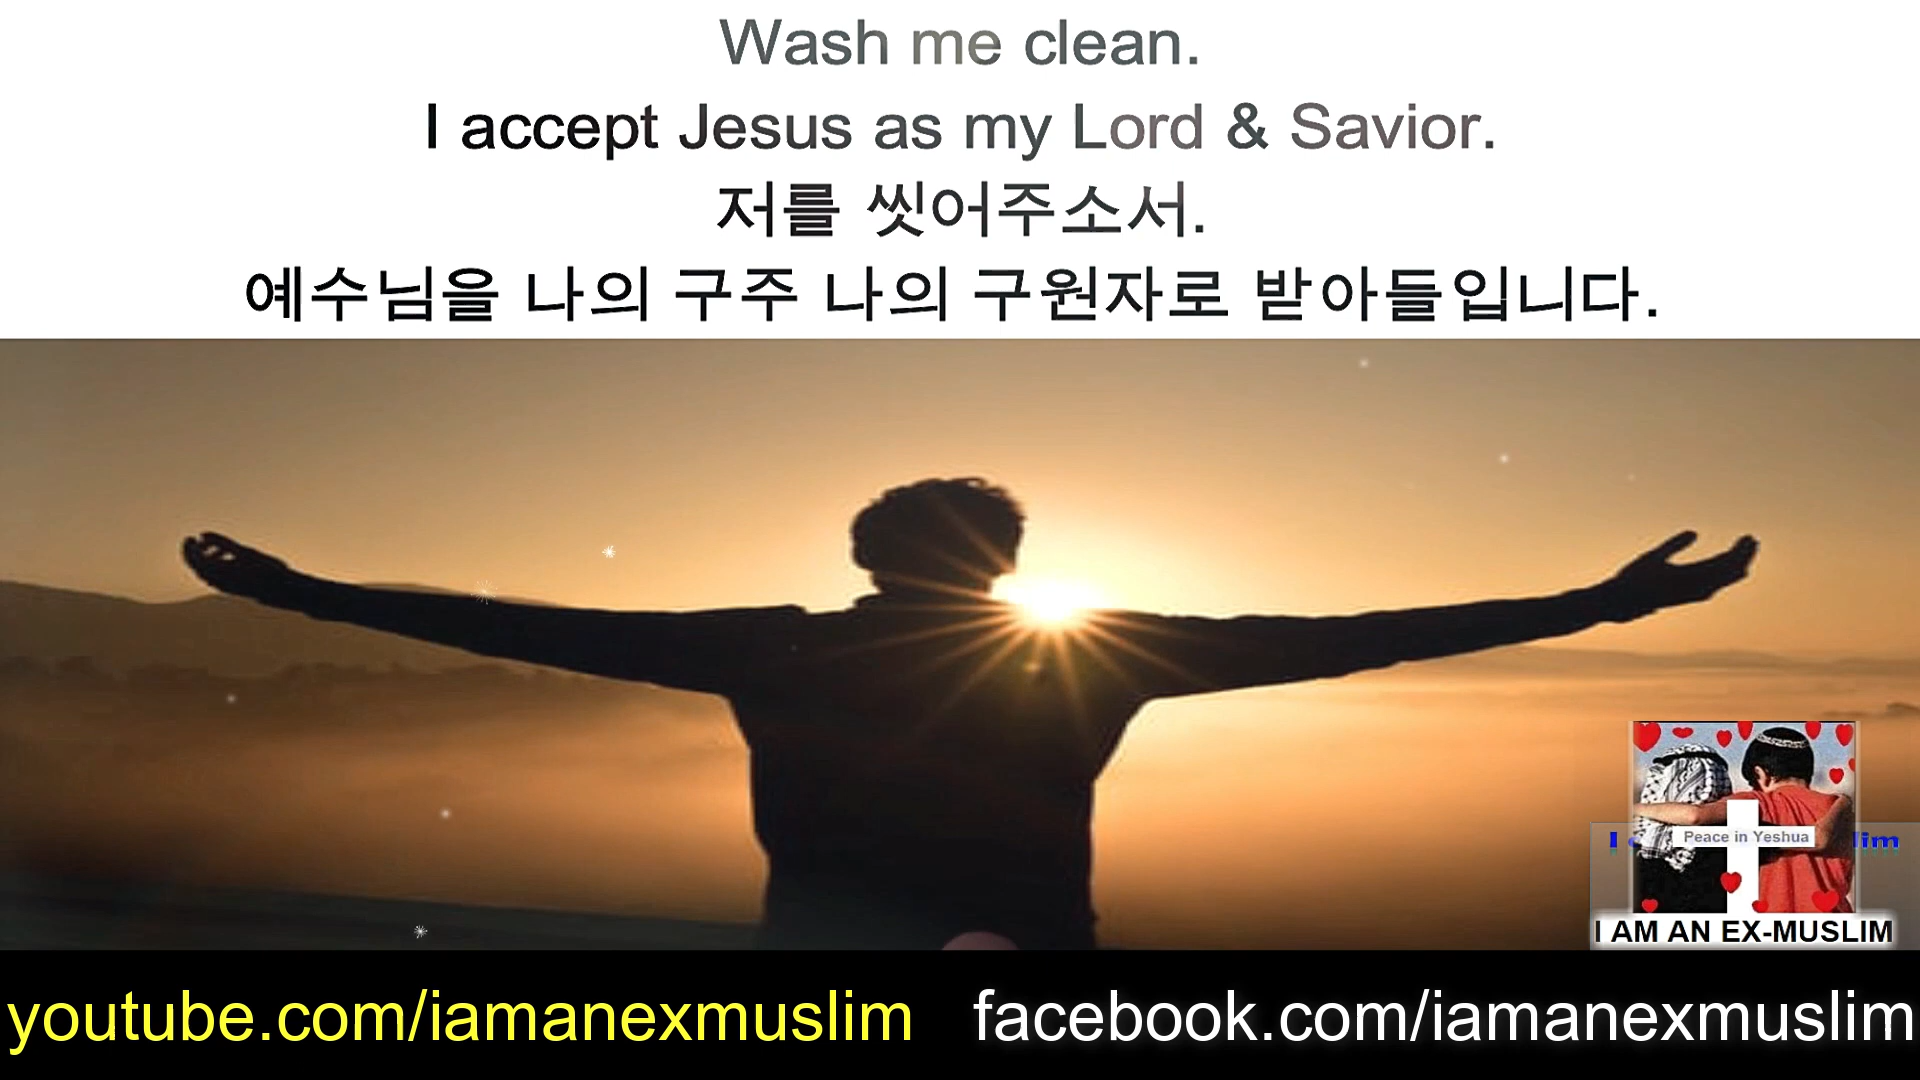 Wash me clean.
I accept Jesus as my Lord & Savior.
저를 씻어주소서.
예수님을 나의 구주 나의 구원자로 받아들입니다.
Peace in Yeshua
lim
I AM AN EX-MUSLIM
youtube.com/iamanexmuslim facebook.com/iamanexmuslim